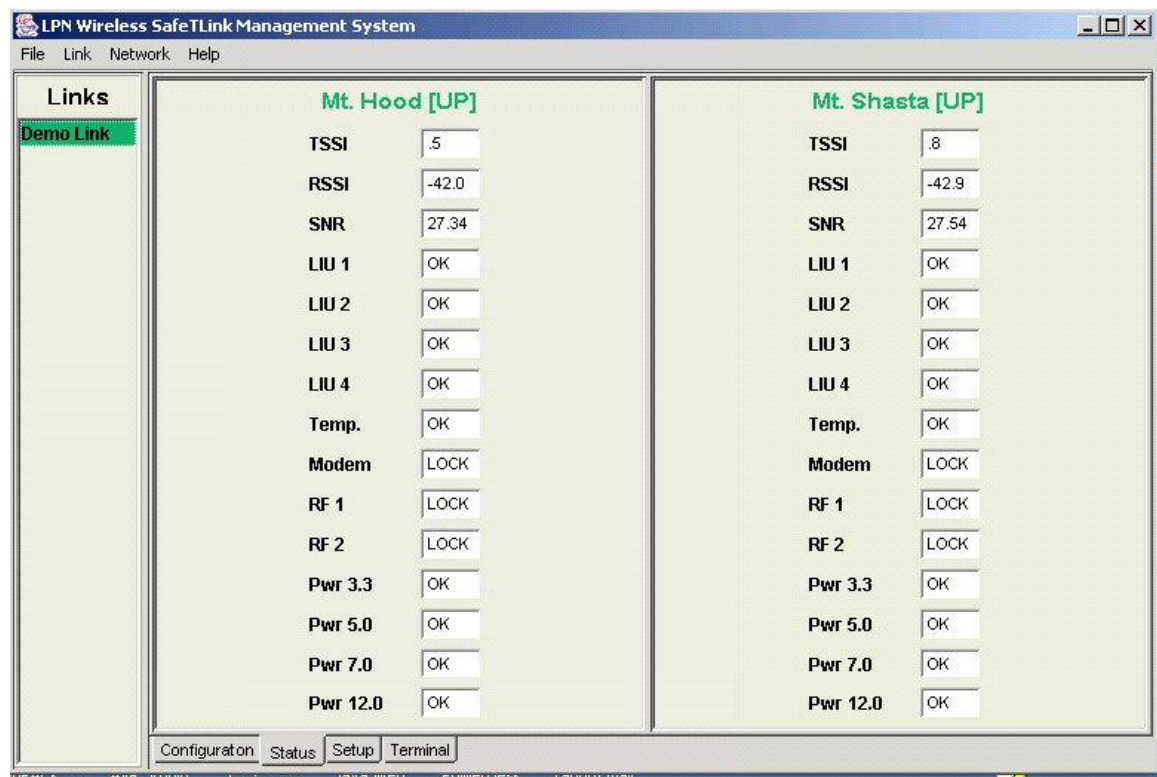 LPN Wireless SafeTLink Management System
File Link Network Help
Links
Demo Link
Mt. Hood [UP]
TSSI .5
RSSI -42.0
SNR 27.34
LIU 1 OK
LIU 2 OK
LIU 3 OK
LIU 4 OK
Temp. OK
Modem LOCK
RF 1 LOCK
RF 2 LOCK
Pwr 3.3 OK
Pwr 5.0 OK
Pwr 7.0 OK
Pwr 12.0 OK
Mt. Shasta [UP]
TSSI .8
RSSI -42.9
SNR 27.54
LIU 1 OK
LIU 2 OK
LIU 3 OK
LIU 4 OK
Temp. OK
Modem LOCK
RF 1 LOCK
RF 2 LOCK
Pwr 3.3 OK
Pwr 5.0 OK
Pwr 7.0 OK
Pwr 12.0 OK
Configuraton Status Setup Terminal